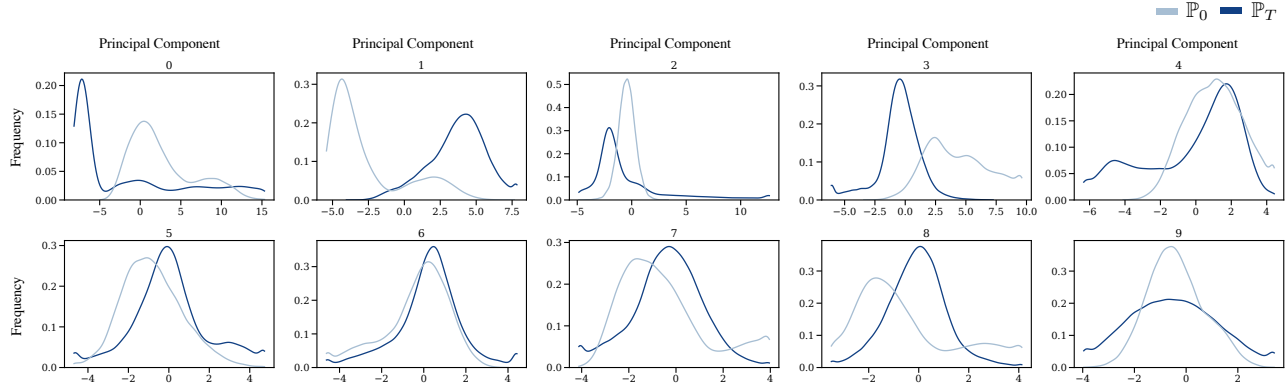 ℙ₀ ℙ_T
Principal Component Principal Component Principal Component Principal Component Principal Component
0 1 2 3 4
Frequency
0.20 0.15 0.10 0.05 0.00
−5 0 5 10 15
0.3 0.2 0.1 0.0
−5.0 −2.5 0.0 2.5 5.0 7.5
0.5 0.4 0.3 0.2 0.1 0.0
−5 0 5 10
0.3 0.2 0.1 0.0
−5.0 −2.5 0.0 2.5 5.0 7.5 10.0
0.20 0.15 0.10 0.05 0.00
−6 −4 −2 0 2 4
5 6 7 8 9
Frequency
0.3 0.2 0.1 0.0
−4 −2 0 2 4
0.3 0.2 0.1 0.0
−4 −2 0 2 4
0.3 0.2 0.1 0.0
−4 −2 0 2 4
0.3 0.2 0.1 0.0
−4 −2 0 2 4
0.3 0.2 0.1 0.0
−4 −2 0 2